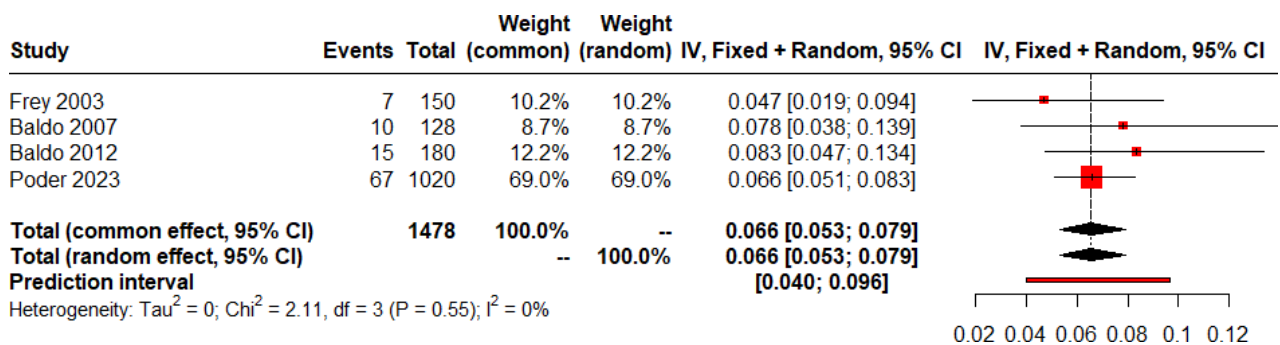 Weight Weight
Study Events Total (common) (random) IV, Fixed + Random, 95% CI IV, Fixed + Random, 95% CI
Frey 2003 7 150 10.2% 10.2% 0.047 [0.019; 0.094]
Baldo 2007 10 128 8.7% 8.7% 0.078 [0.038; 0.139]
Baldo 2012 15 180 12.2% 12.2% 0.083 [0.047; 0.134]
Poder 2023 67 1020 69.0% 69.0% 0.066 [0.051; 0.083]
Total (common effect, 95% CI) 1478 100.0% -- 0.066 [0.053; 0.079]
Total (random effect, 95% CI) -- 100.0% 0.066 [0.053; 0.079]
Prediction interval [0.040; 0.096]
Heterogeneity: Tau² = 0; Chi² = 2.11, df = 3 (P = 0.55); I² = 0%
0.02 0.04 0.06 0.08 0.1 0.12